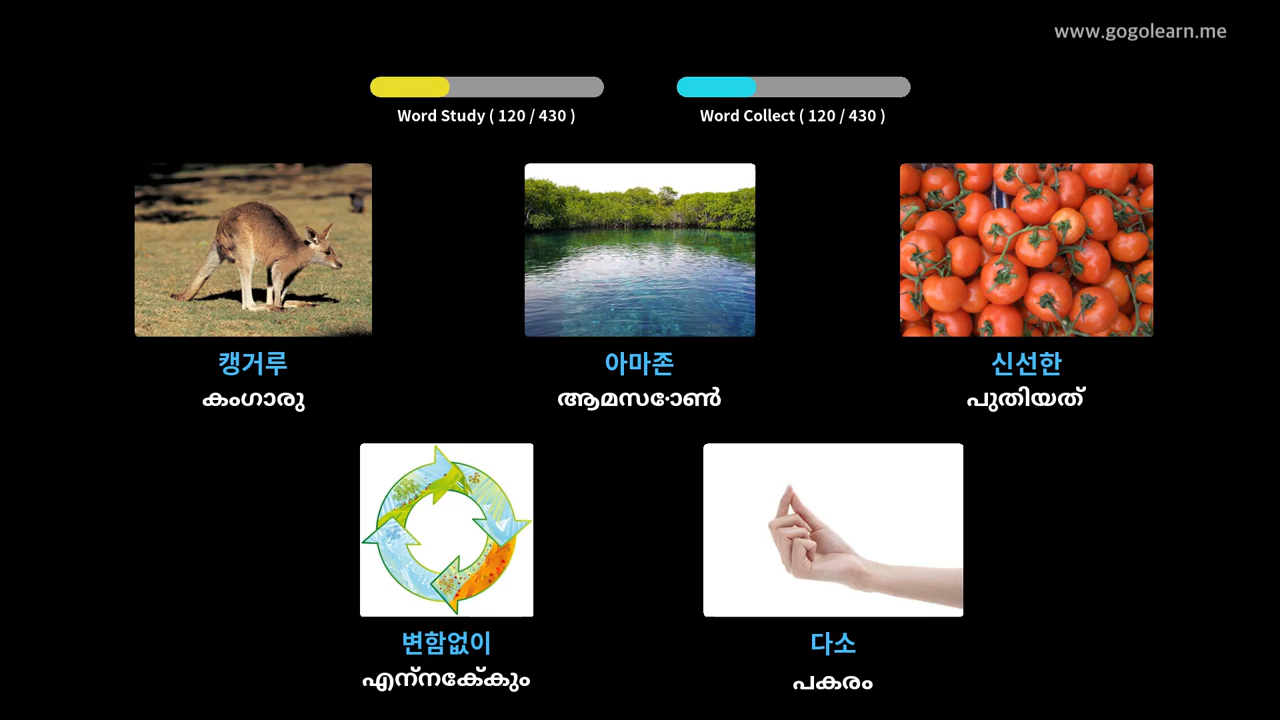 www.gogolearn.me
Word Study ( 120 / 430 )
Word Collect ( 120 / 430 )
캥거루
아마존
신선한
കംഗാരു
ആമസോൺ
പുതിയത്
변함없이
다소
എന്നേക്കും
പകരം